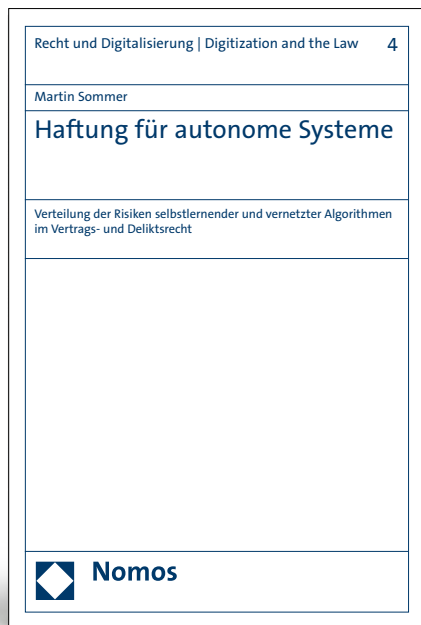 Recht und Digitalisierung | Digitization and the Law 4
Martin Sommer
Haftung für autonome Systeme
Verteilung der Risiken selbstlernender und vernetzter Algorithmen
im Vertrags- und Deliktsrecht
Nomos